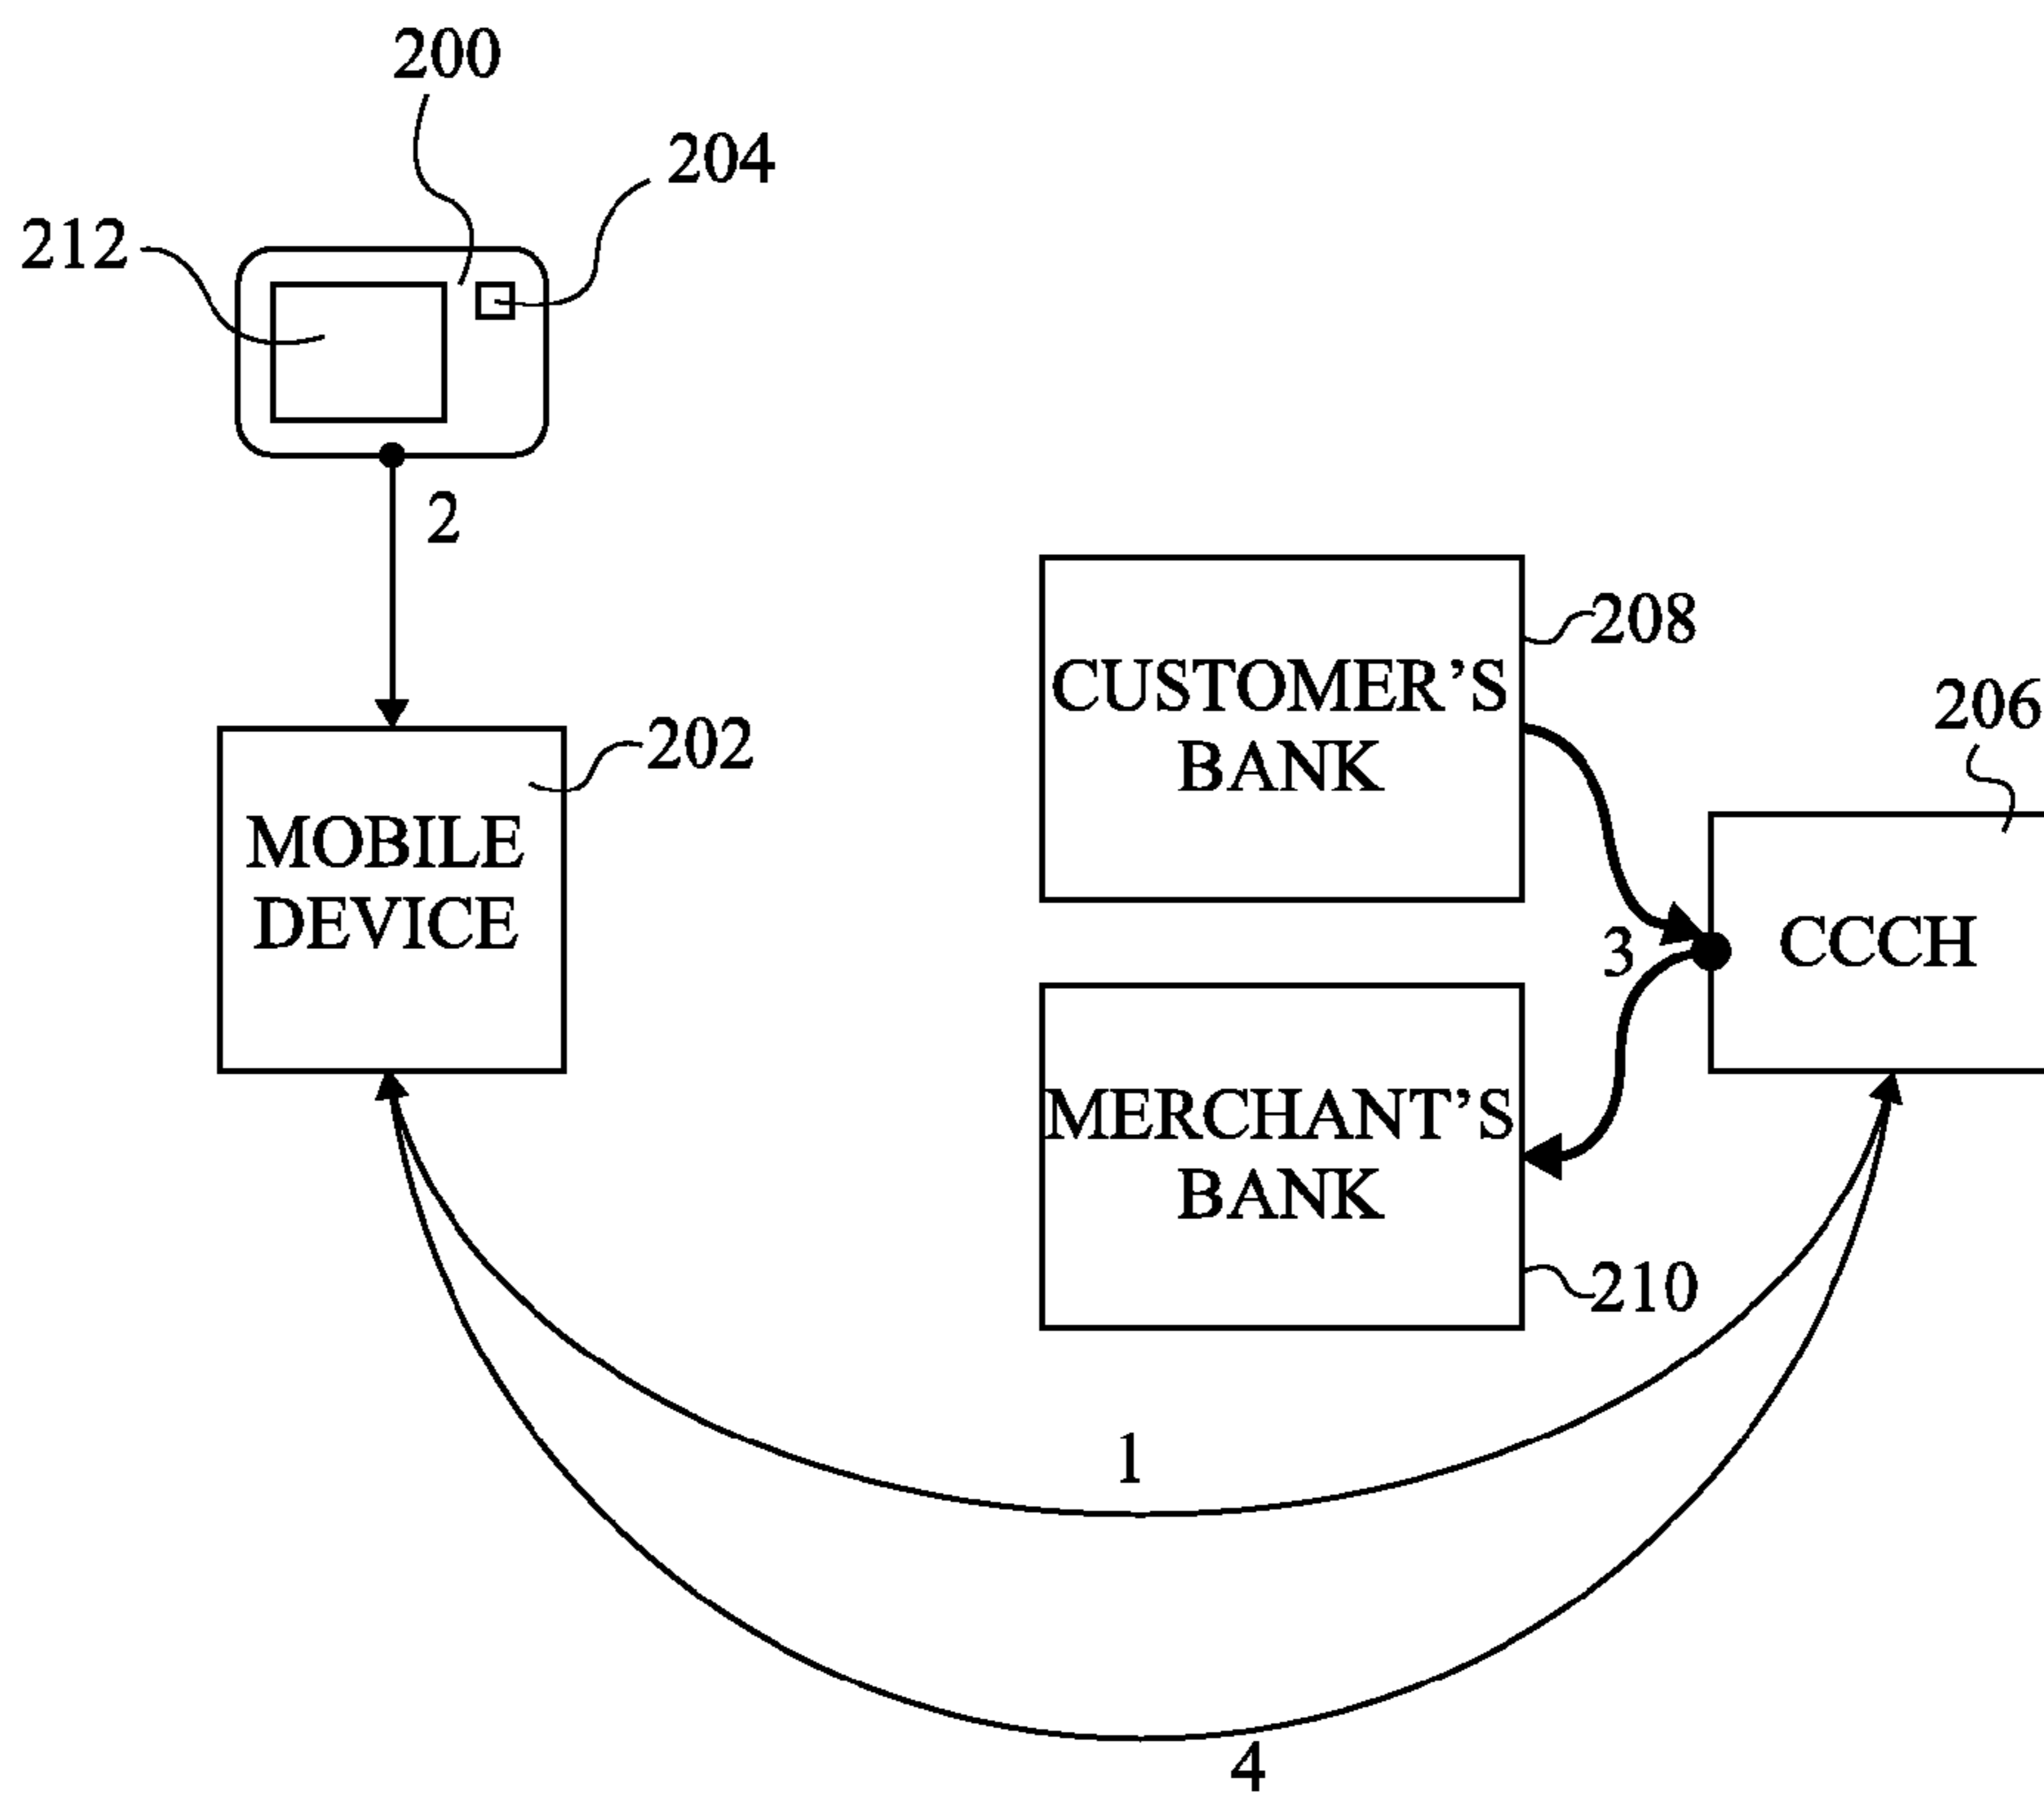 200
204
212
2
208
CUSTOMER’S
BANK
206
202
MOBILE
DEVICE
3
CCCH
MERCHANT’S
BANK
210
1
4